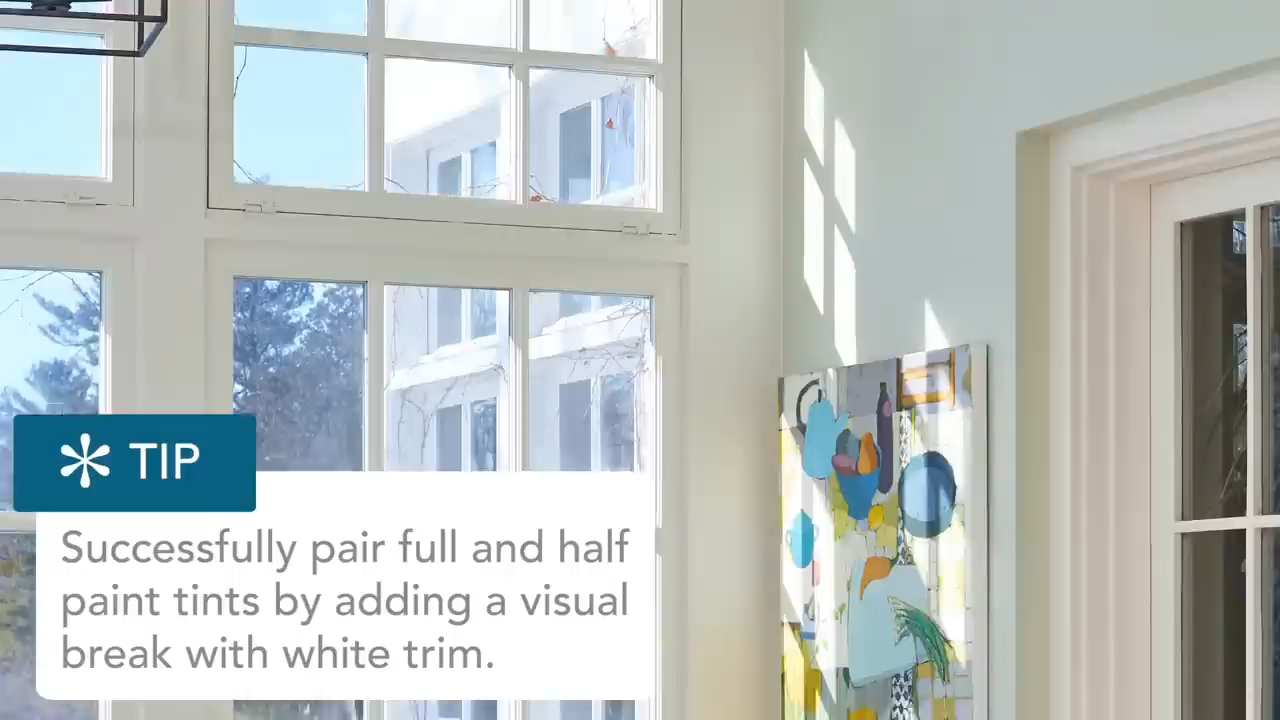 TIP
Successfully pair full and half
paint tints by adding a visual
break with white trim.